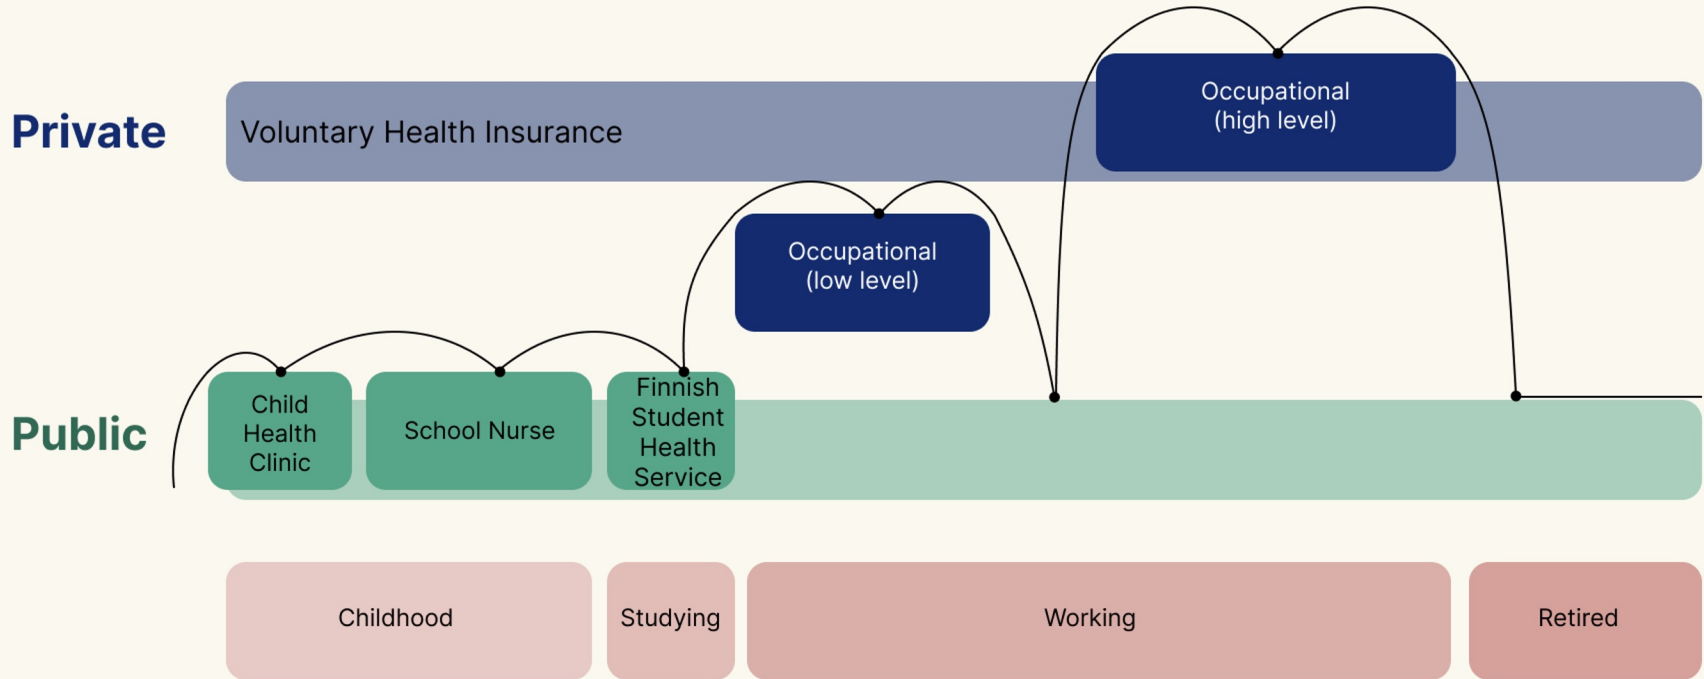 Private
Voluntary Health Insurance
Occupational
(high level)
Occupational
(low level)
Public
Child
Health
Clinic
School Nurse
Finnish
Student
Health
Service
Childhood
Studying
Working
Retired